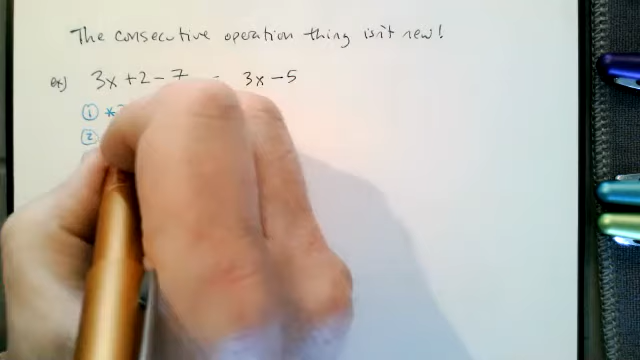 The consecutive operation thing isn't new!
ex) 3x + 2 - 7 = 3x - 5
① *
②